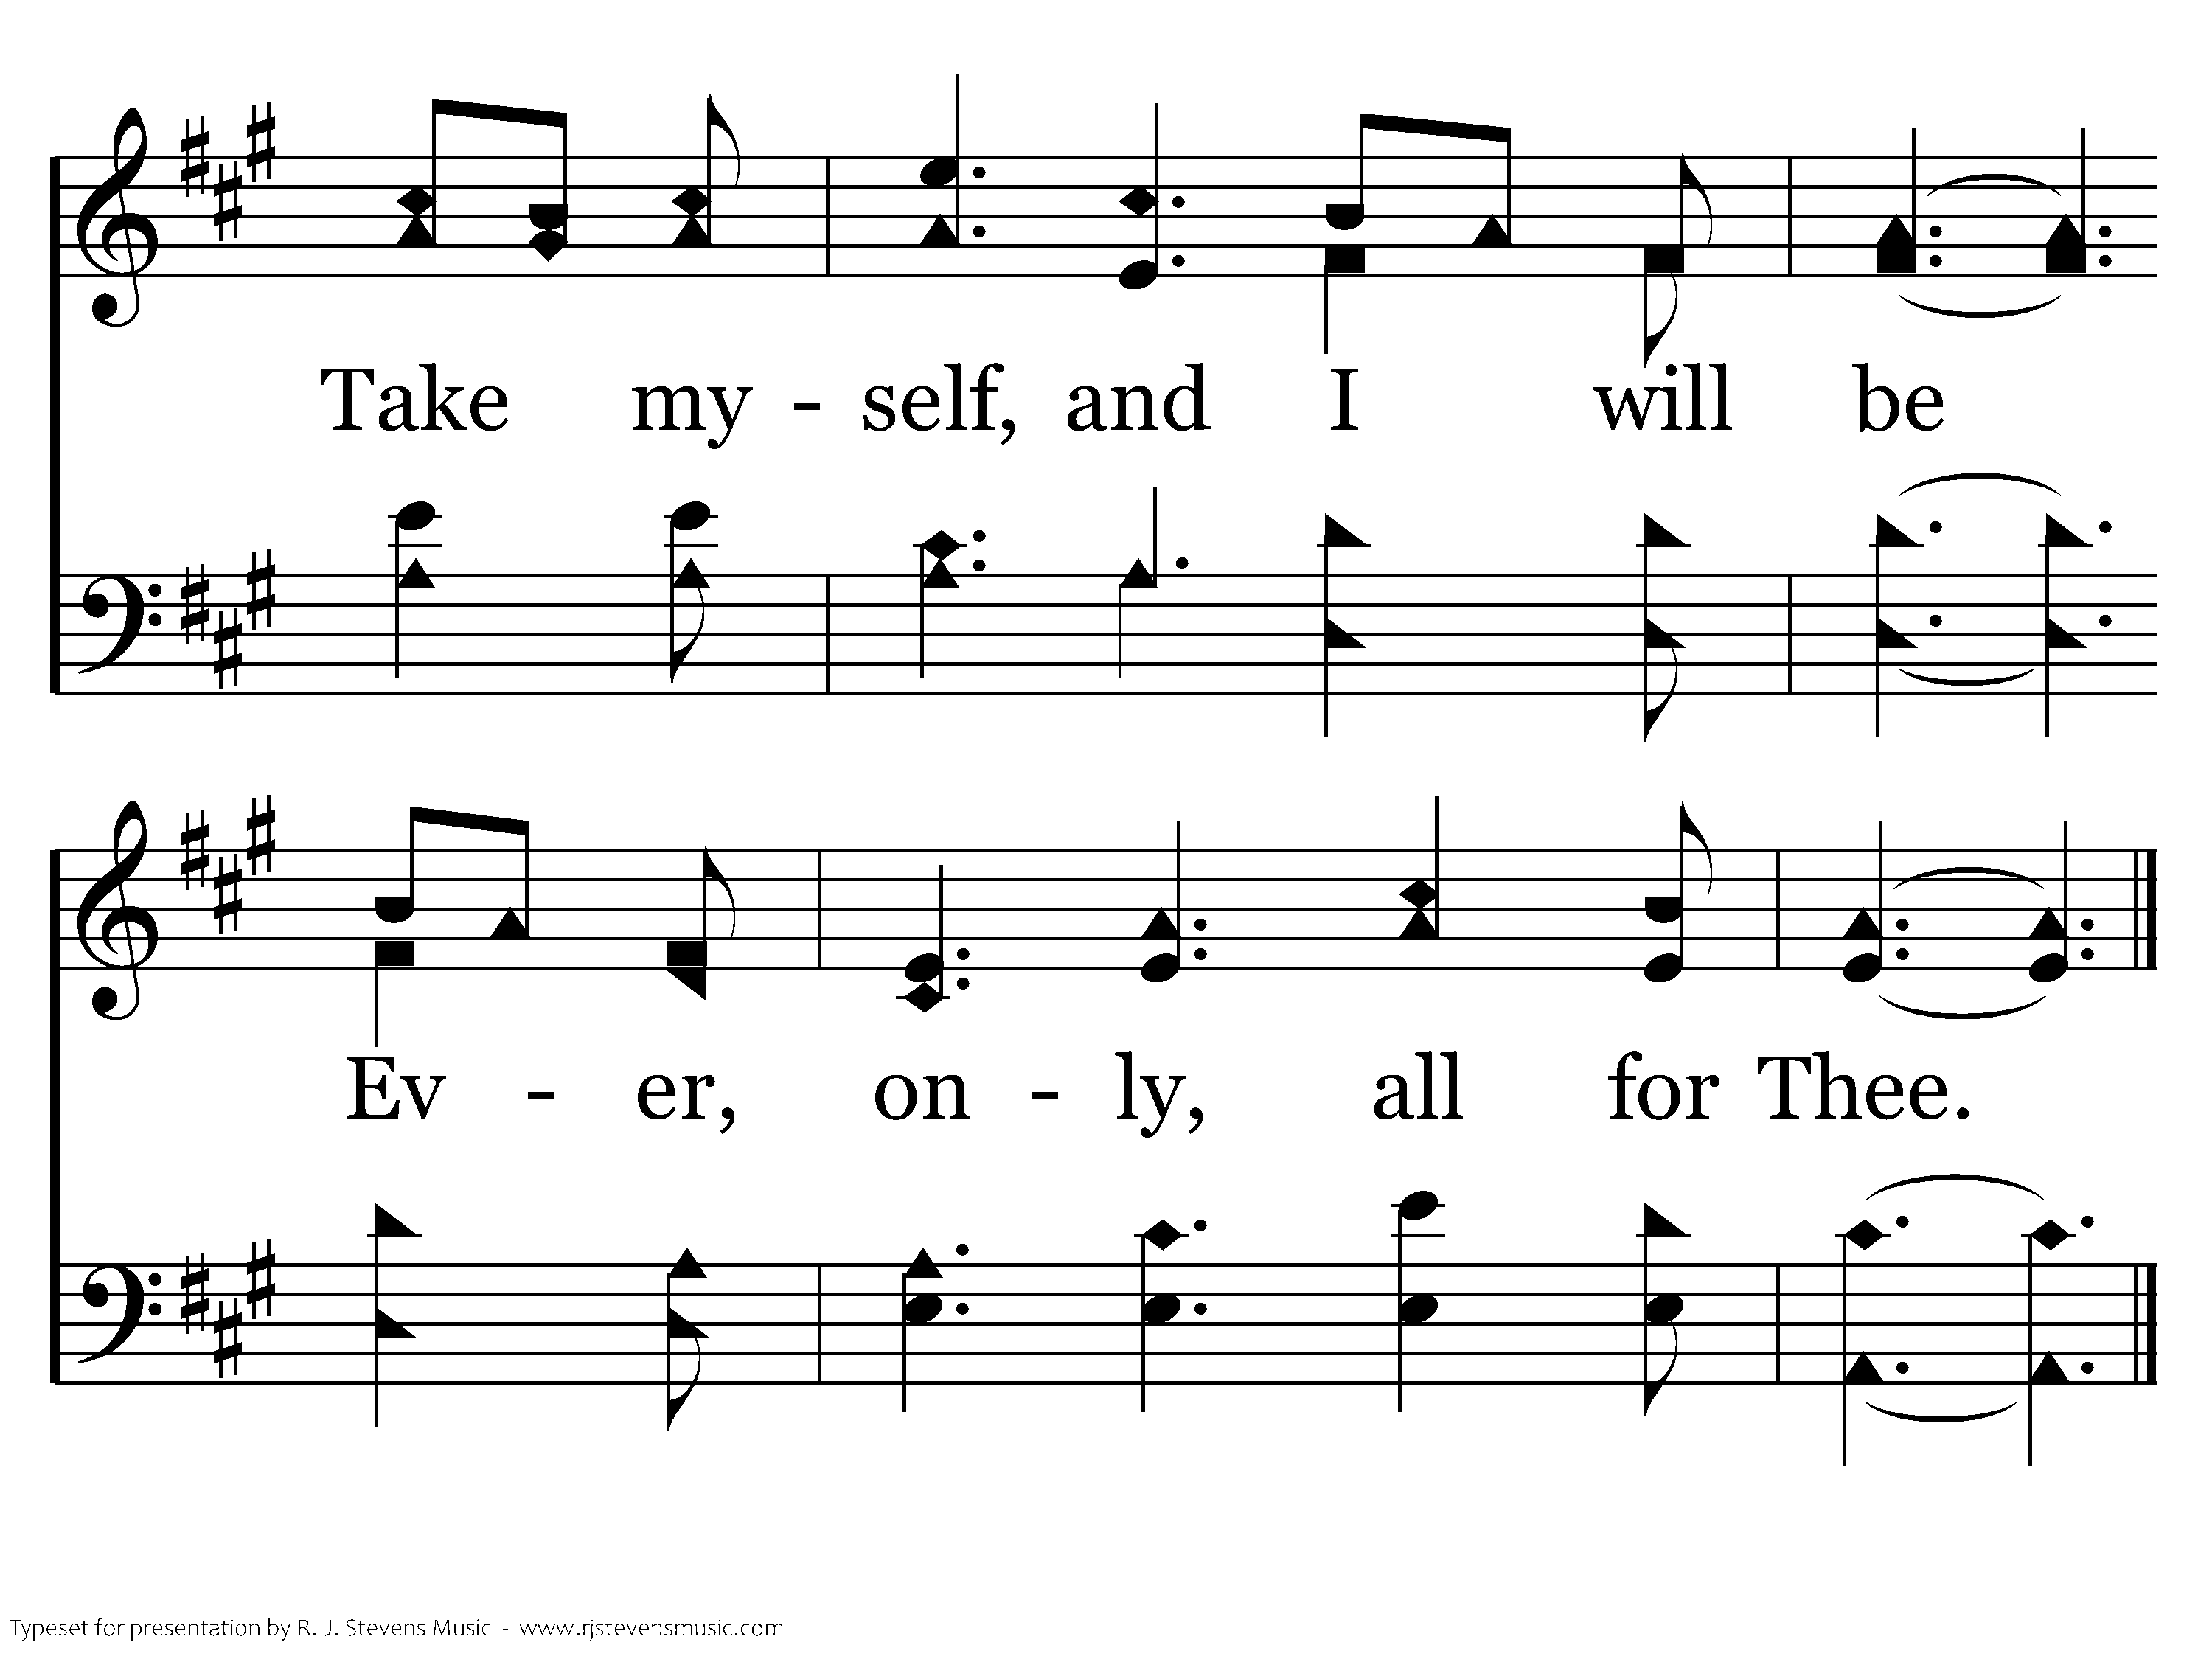 Take my - self, and I will be
Ev - er, on - ly, all for Thee.
Typeset for presentation by R. J. Stevens Music - www.rjstevensmusic.com